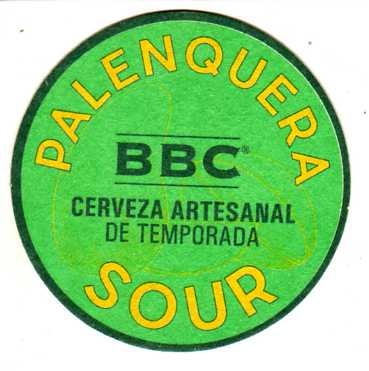 PALENQUERA
BBC®
CERVEZA ARTESANAL
DE TEMPORADA
SOUR